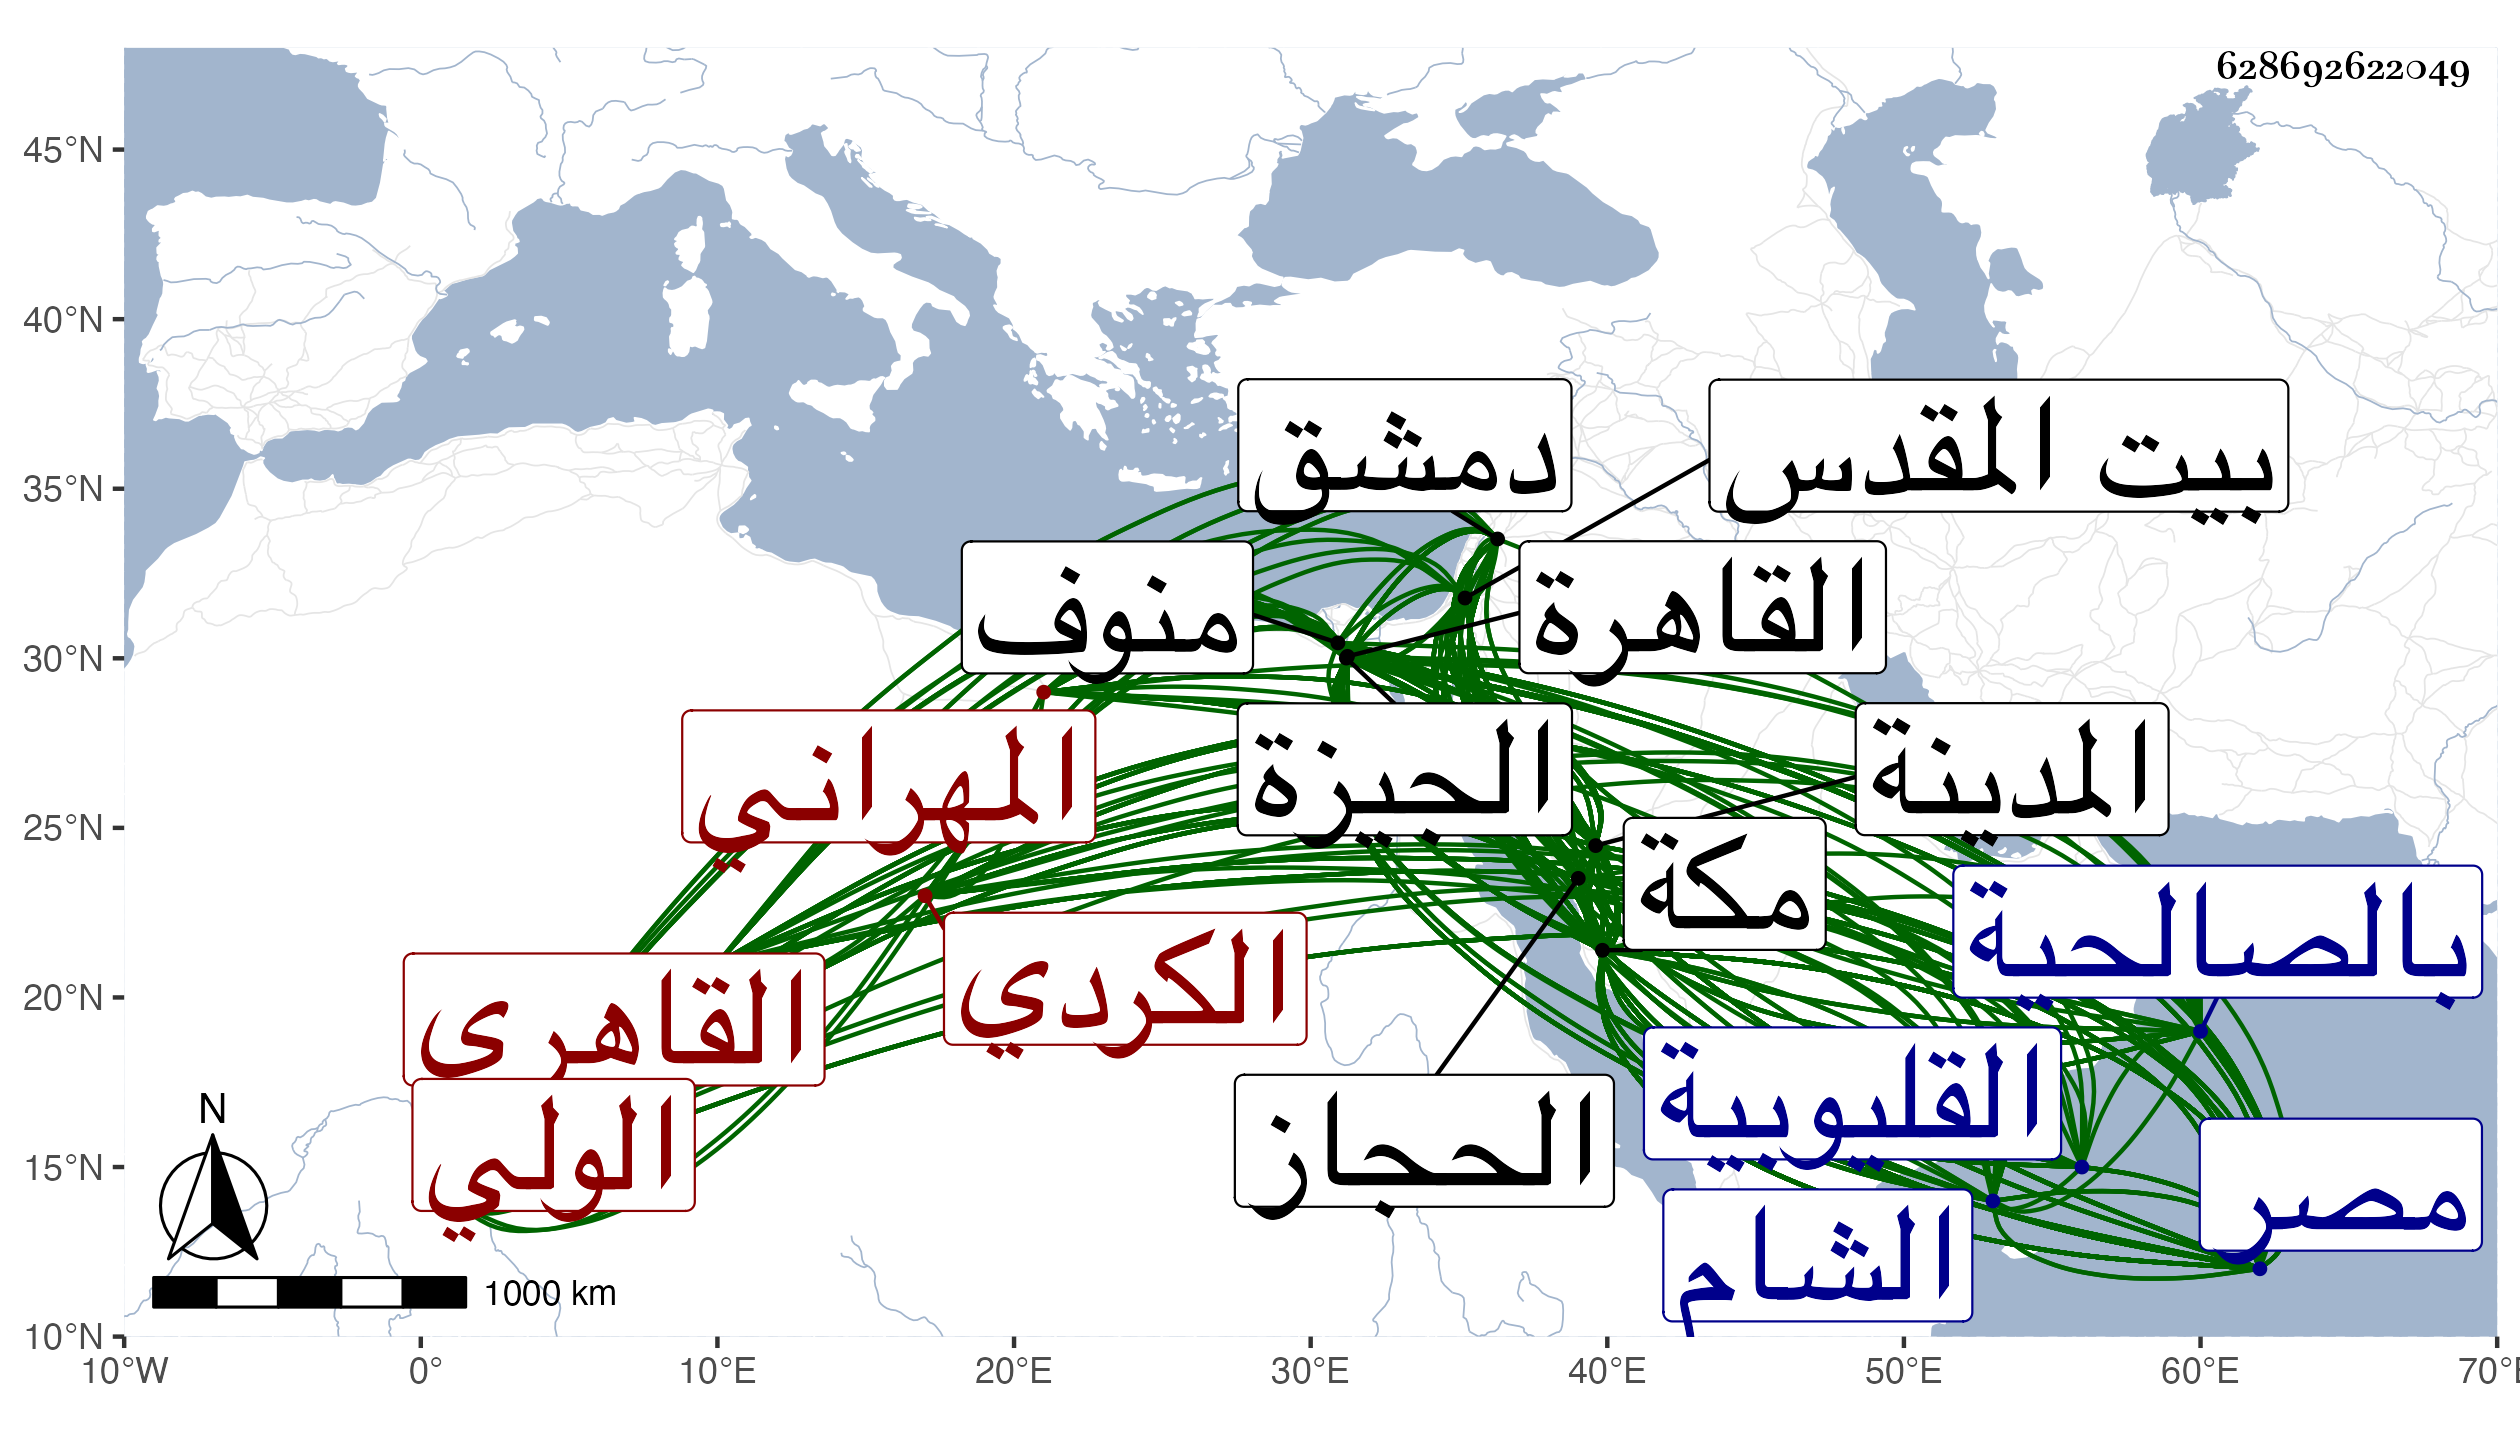 628692622049
45°N
40°N
35°N
30°N
25°N
20°N
15°N
10°N
دمشق
بيت المقدس
منوف
القاهرة
المهراني
الجيزة
المدينة
مكة
بالصالحية
القاهرى
الكردي
الولي
القليوبية
الحجاز
مصر
الشام
N
1000 km
10°W
0°
10°E
20°E
30°E
40°E
50°E
60°E
70°E